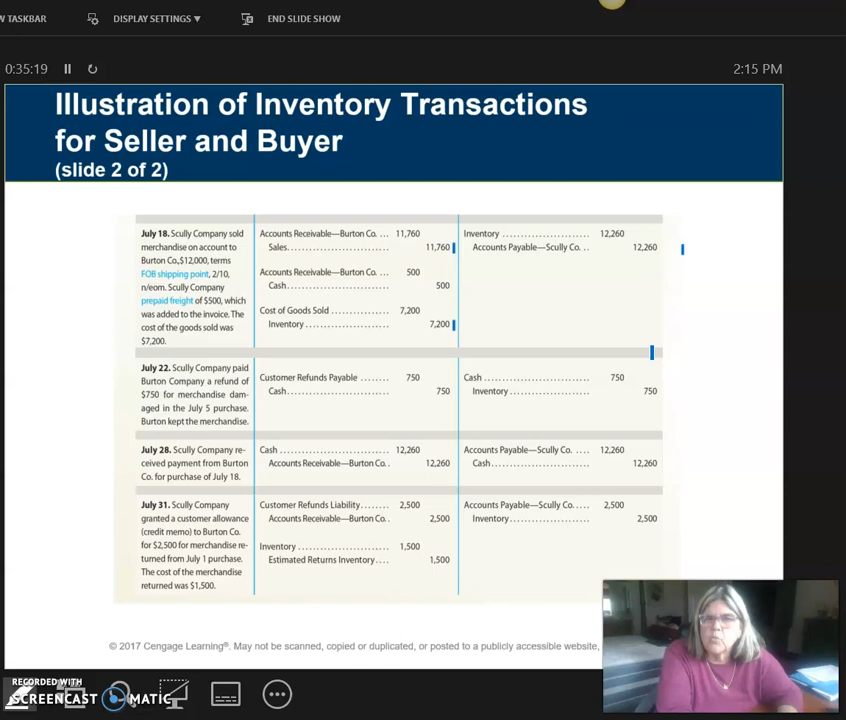 W TASKBAR
DISPLAY SETTINGS ▼
END SLIDE SHOW
0:35:19
2:15 PM
Illustration of Inventory Transactions
for Seller and Buyer
(slide 2 of 2)
July 18. Scully Company sold
merchandise on account to
Burton Co., $12,000, terms
FOB shipping point, 2/10,
n/eom. Scully Company
prepaid freight of $500, which
was added to the invoice. The
cost of the goods sold was
$7,200.
Accounts Receivable—Burton Co. ... 11,760
Sales. 11,760
Accounts Receivable—Burton Co. ... 500
Cash 500
Cost of Goods Sold 7,200
Inventory 7,200
Inventory 12,260
Accounts Payable—Scully Co. .. 12,260
July 22. Scully Company paid
Burton Company a refund of
$750 for merchandise dam-
aged in the July 5 purchase.
Burton kept the merchandise.
Customer Refunds Payable 750
Cash 750
Cash 750
Inventory 750
July 28. Scully Company re-
ceived payment from Burton
Co. for purchase of July 18.
Cash 12,260
Accounts Receivable—Burton Co. . 12,260
Accounts Payable—Scully Co. .... 12,260
Cash 12,260
July 31. Scully Company
granted a customer allowance
(credit memo) to Burton Co.
for $2,500 for merchandise re-
turned from July 1 purchase.
The cost of the merchandise
returned was $1,500.
Customer Refunds Liability 2,500
Accounts Receivable—Burton Co. . 2,500
Inventory 1,500
Estimated Returns Inventory 1,500
Accounts Payable—Scully Co. 2,500
Inventory 2,500
© 2017 Cengage Learning®. May not be scanned, copied or duplicated, or posted to a publicly accessible website,
RECORDED WITH
SCREENCAST MATIC